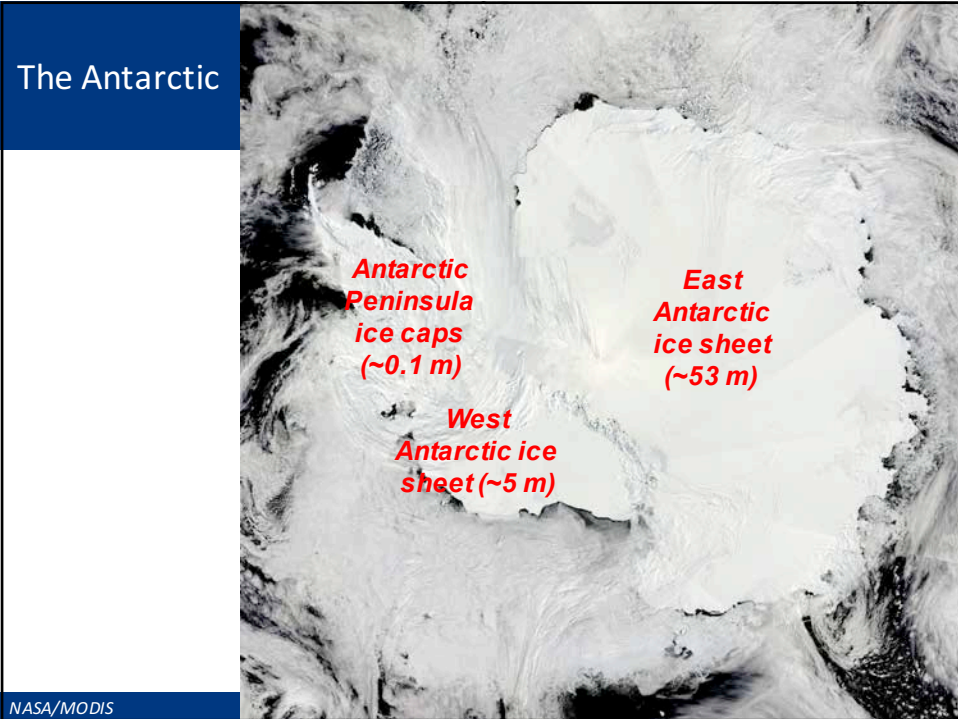 The Antarctic
Antarctic
Peninsula
ice caps
(~0.1 m)
East
Antarctic
ice sheet
(~53 m)
West
Antarctic ice
sheet (~5 m)
NASA/MODIS